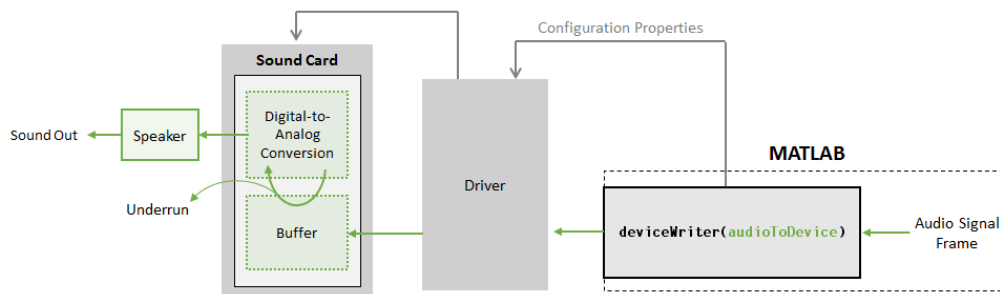 Configuration Properties
Sound Card
Digital-to-
Analog
Conversion
Sound Out
Speaker
MATLAB
Driver
Underrun
Buffer
deviceWriter(audioToDevice)
Audio Signal
Frame